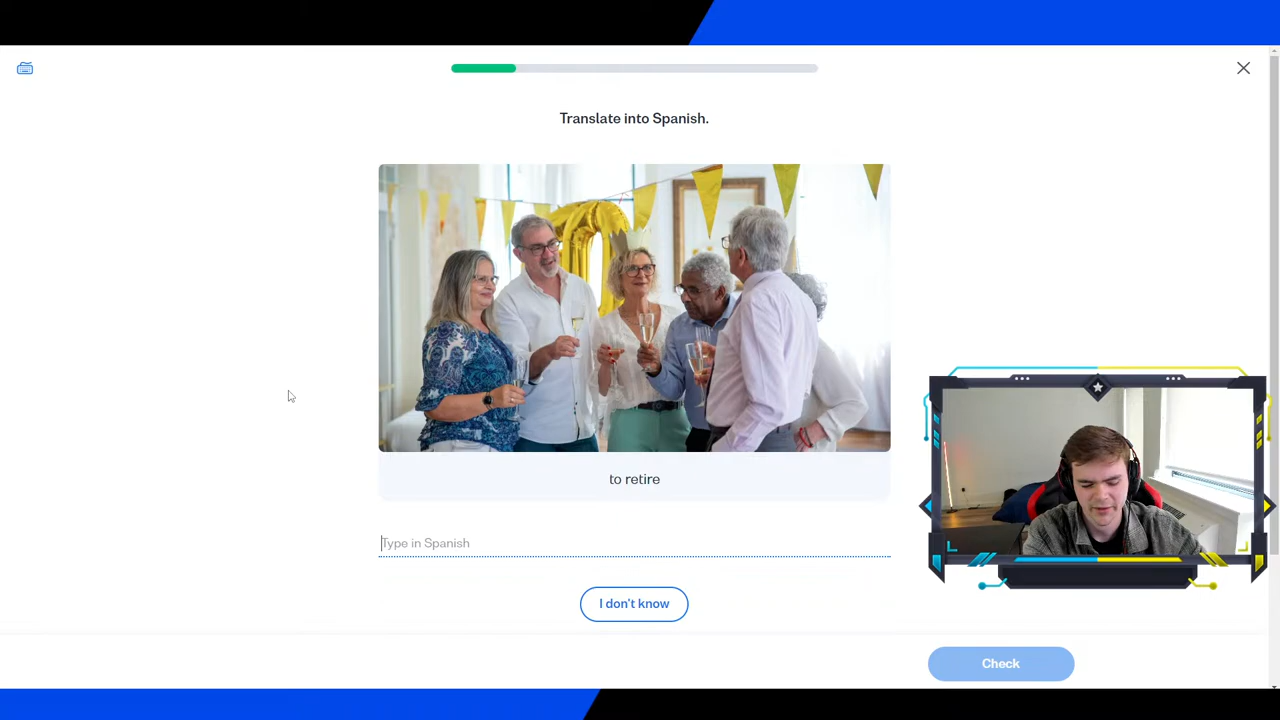 Translate into Spanish.
to retire
Type in Spanish
I don't know
Check